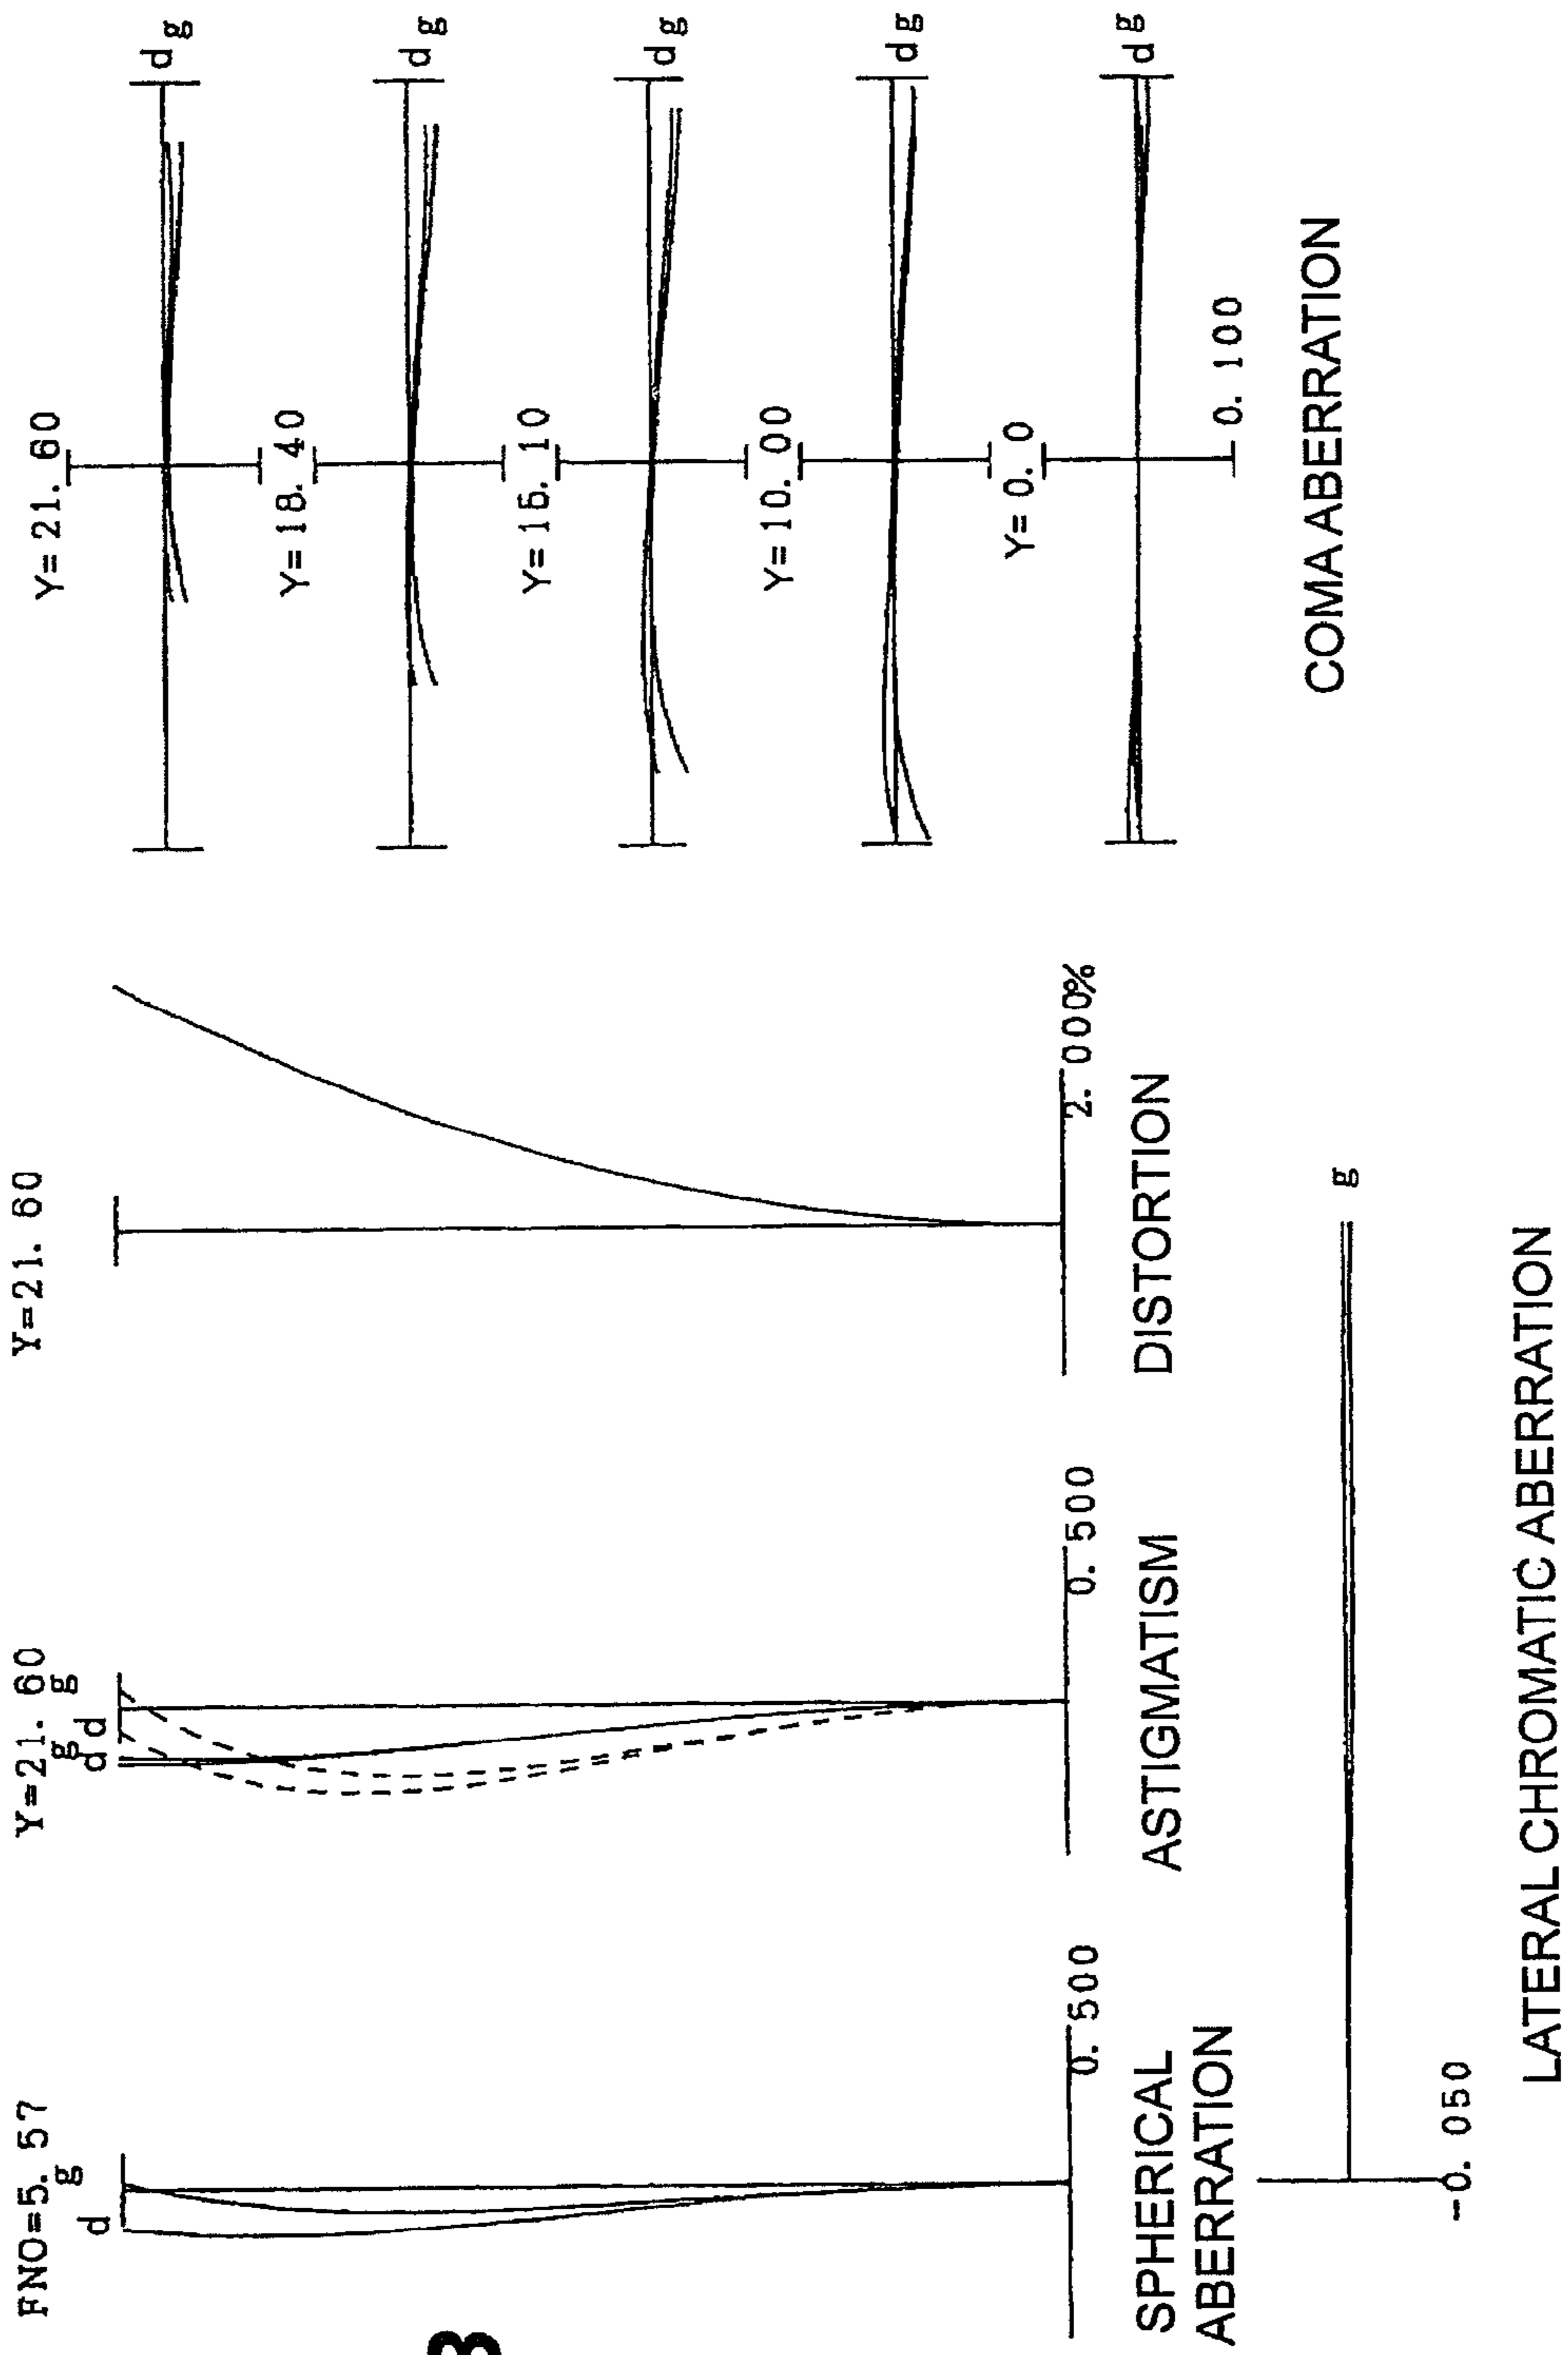 3
FNO=5. 57
g
d
0. 500
SPHERICAL
ABERRATION
Y=21. 60
g
g
d
d
0. 500
ASTIGMATISM
Y=21. 60
2. 000%
DISTORTION
Y=21. 60
d g
Y=18. 40
d g
Y=15. 10
d g
Y=10. 00
d g
Y=0. 0
d g
0. 100
COMA ABERRATION
g
-0. 050
LATERAL CHROMATIC ABERRATION